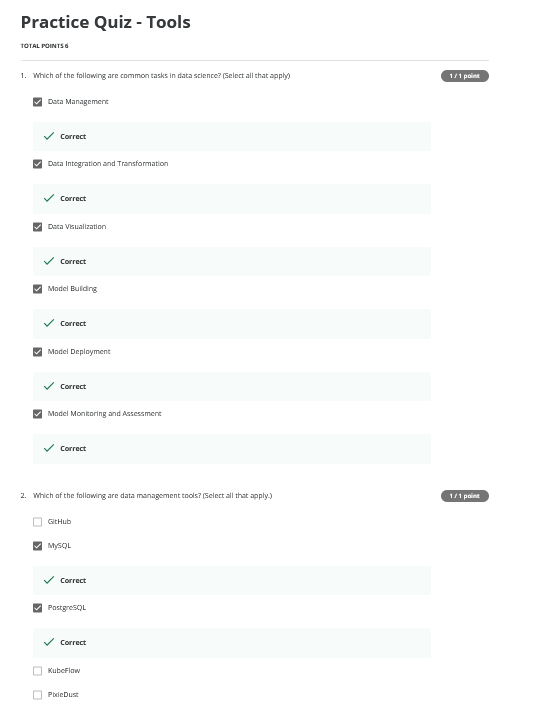 Practice Quiz - Tools
TOTAL POINTS 6
1. Which of the following are common tasks in data science? (Select all that apply)
1 / 1 point
Data Management
Correct
Data Integration and Transformation
Correct
Data Visualization
Correct
Model Building
Correct
Model Deployment
Correct
Model Monitoring and Assessment
Correct
2. Which of the following are data management tools? (Select all that apply.)
1 / 1 point
GitHub
MySQL
Correct
PostgreSQL
Correct
KubeFlow
PixieDust